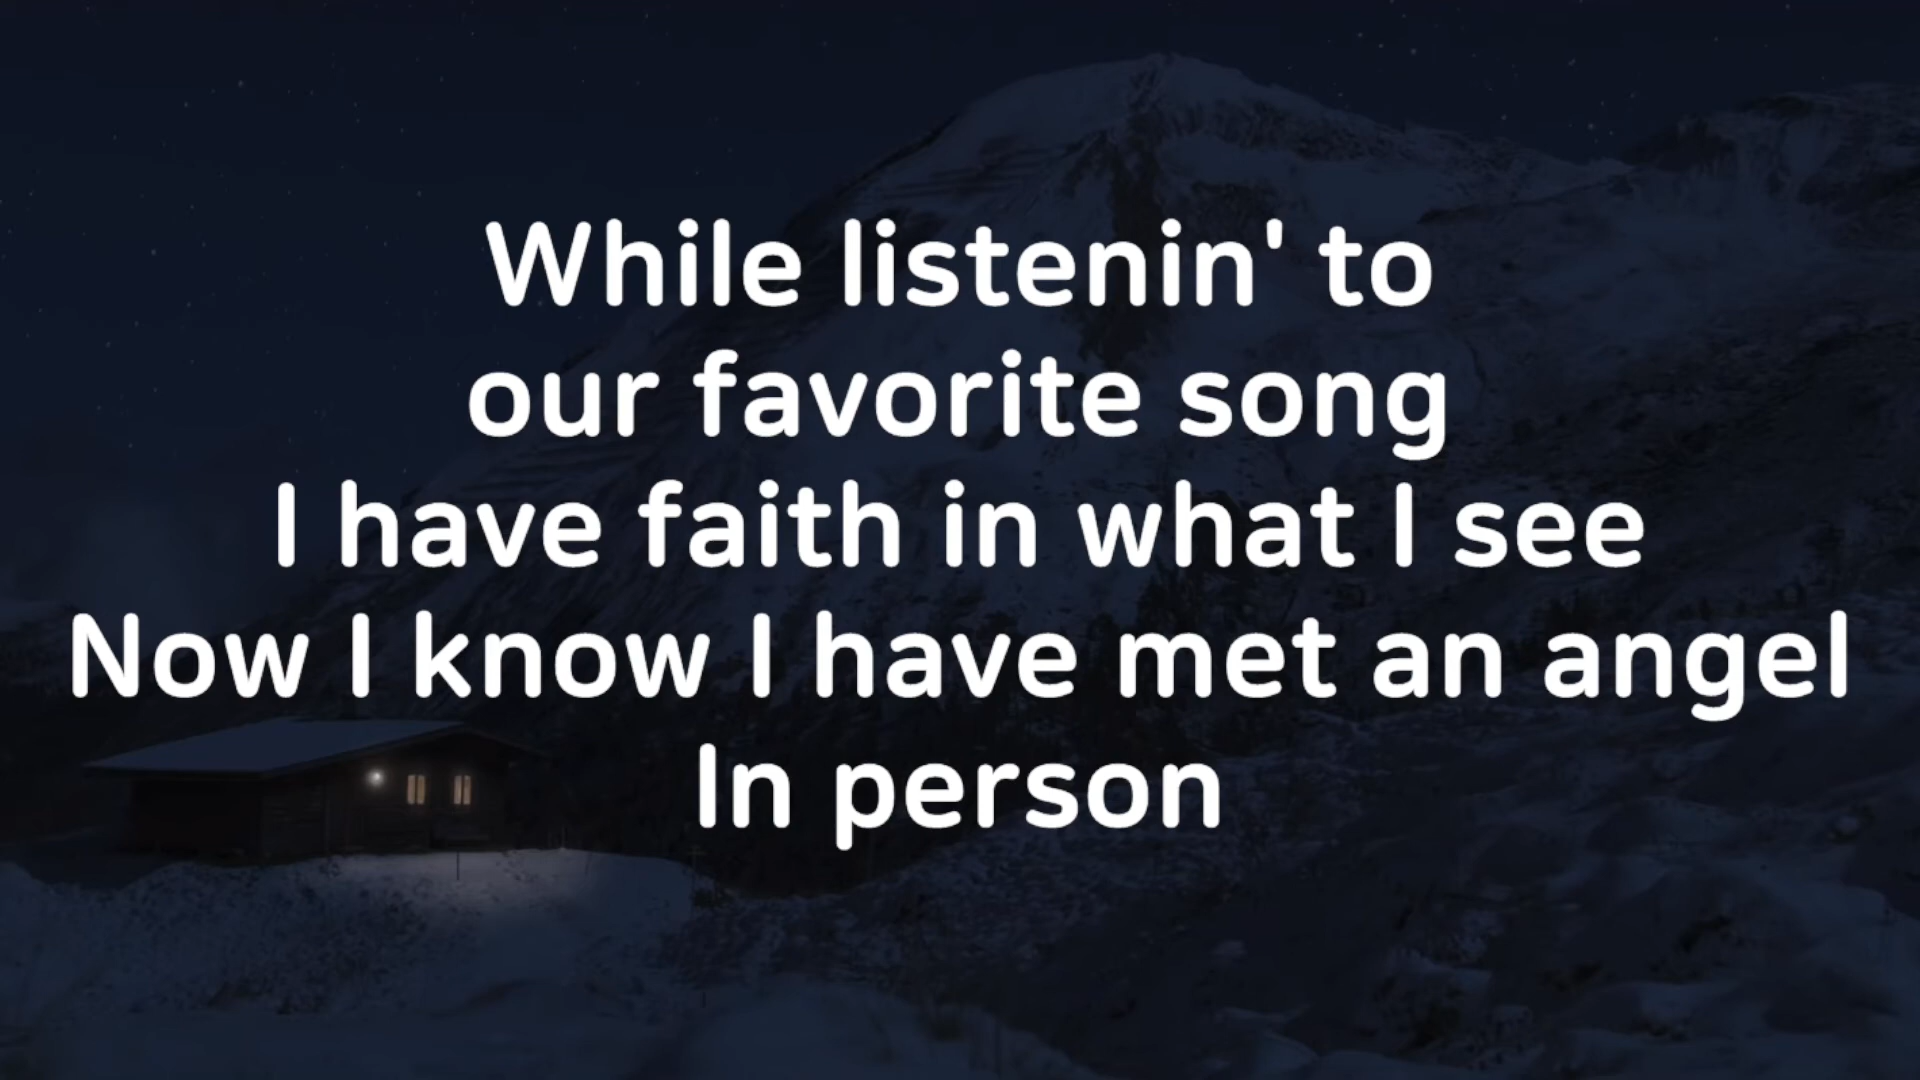 While listenin' to
our favorite song
I have faith in what I see
Now I know I have met an angel
In person